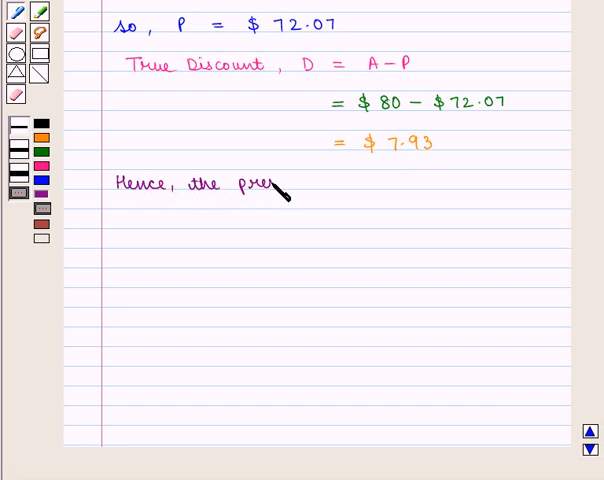 so, P = $ 72.07
True Discount, D = A - P
= $ 80 - $ 72.07
= $ 7.93
Hence, the pre